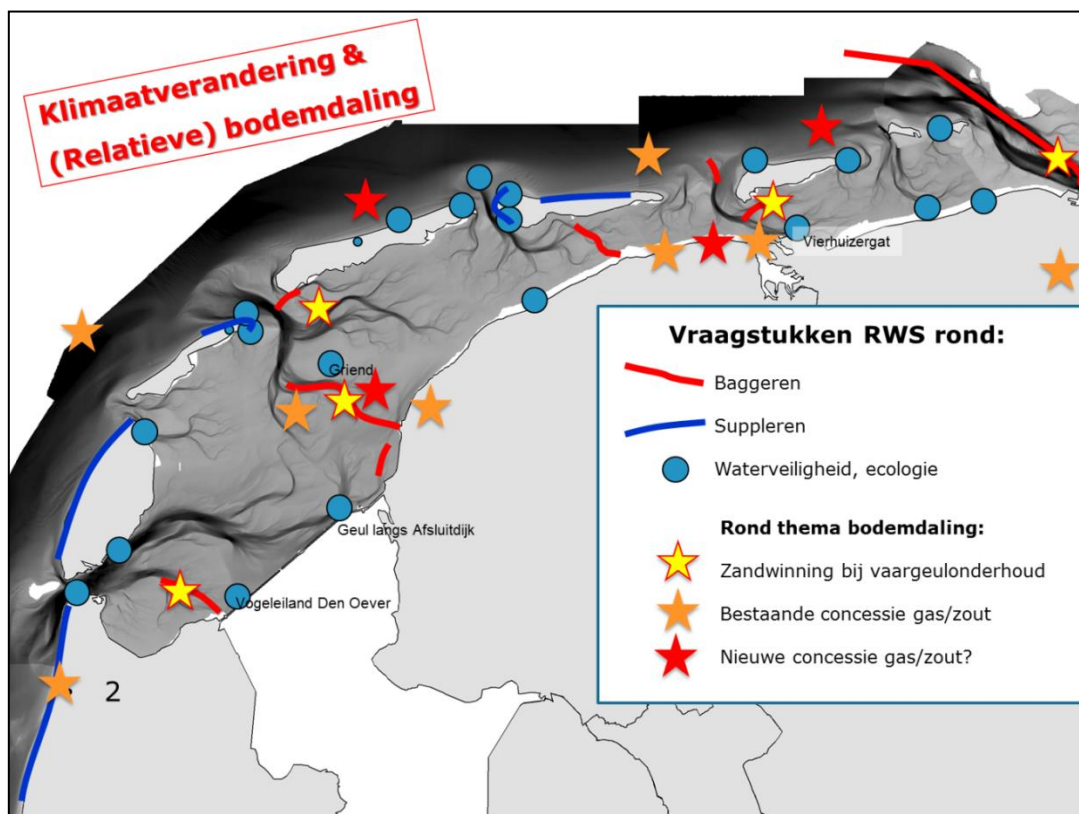 Klimaatverandering &
(Relatieve) bodemdaling
Vierhuizergat
Griend
Geul langs Afsluitdijk
Vogeleiland Den Oever
2
Vraagstukken RWS rond:
Baggeren
Suppleren
Waterveiligheid, ecologie
Rond thema bodemdaling:
Zandwinning bij vaargeulonderhoud
Bestaande concessie gas/zout
Nieuwe concessie gas/zout?